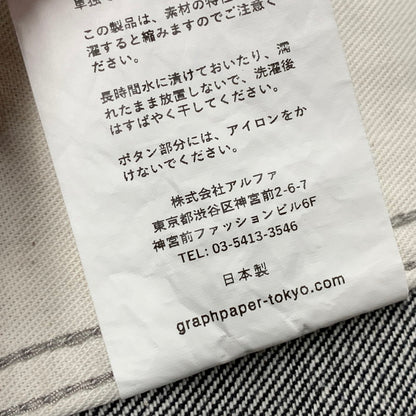 単独で
この製品は、素材の特性
濯すると縮みますのでご注意く
ださい。
長時間水に漬けておいたり、濡
れたまま放置しないで、洗濯後
はすばやく干してください。
ボタン部分には、アイロンをか
けないでください。
株式会社アルファ
東京都渋谷区神宮前2-6-7
神宮前ファッションビル6F
TEL: 03-5413-3546
日本製
graphpaper-tokyo.com